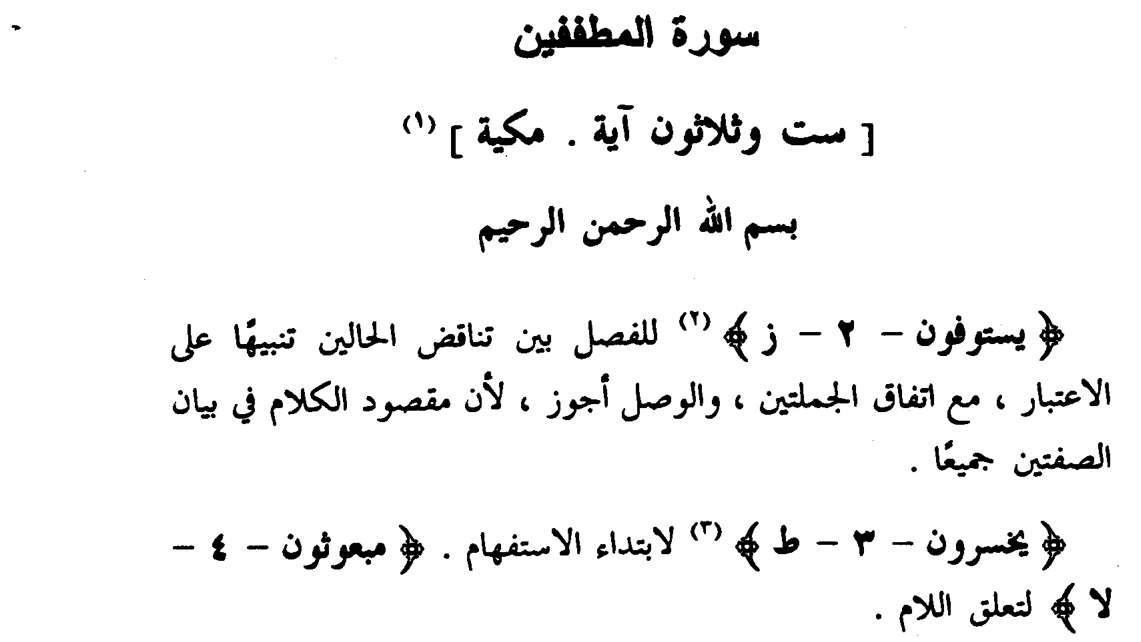 سورة المطففين
[ ست وثلاثون آية . مكية ] (١)
بسم الله الرحمن الرحيم
﴿ يستوفون – ٢ – ز ﴾ (٢) للفصل بين تناقض الحالين تنبيهًا على
الاعتبار ، مع اتفاق الجملتين ، والوصل أجوز ، لأن مقصود الكلام في بيان
الصفتين جميعًا .
﴿ يخسرون – ٣ – ط ﴾ (٣) لابتداء الاستفهام . ﴿ مبعوثون – ٤ –
لا ﴾ لتعلق اللام .